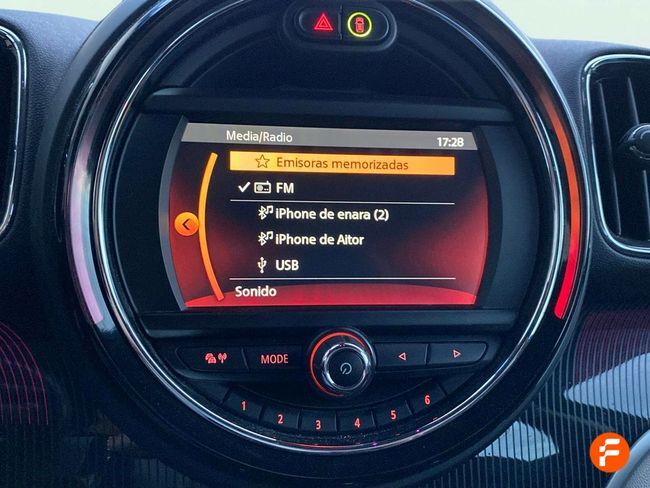 Media/Radio 17:28
Emisoras memorizadas
FM
iPhone de enara (2)
iPhone de Aitor
USB
Sonido
MODE
1 2 3 4 5 6